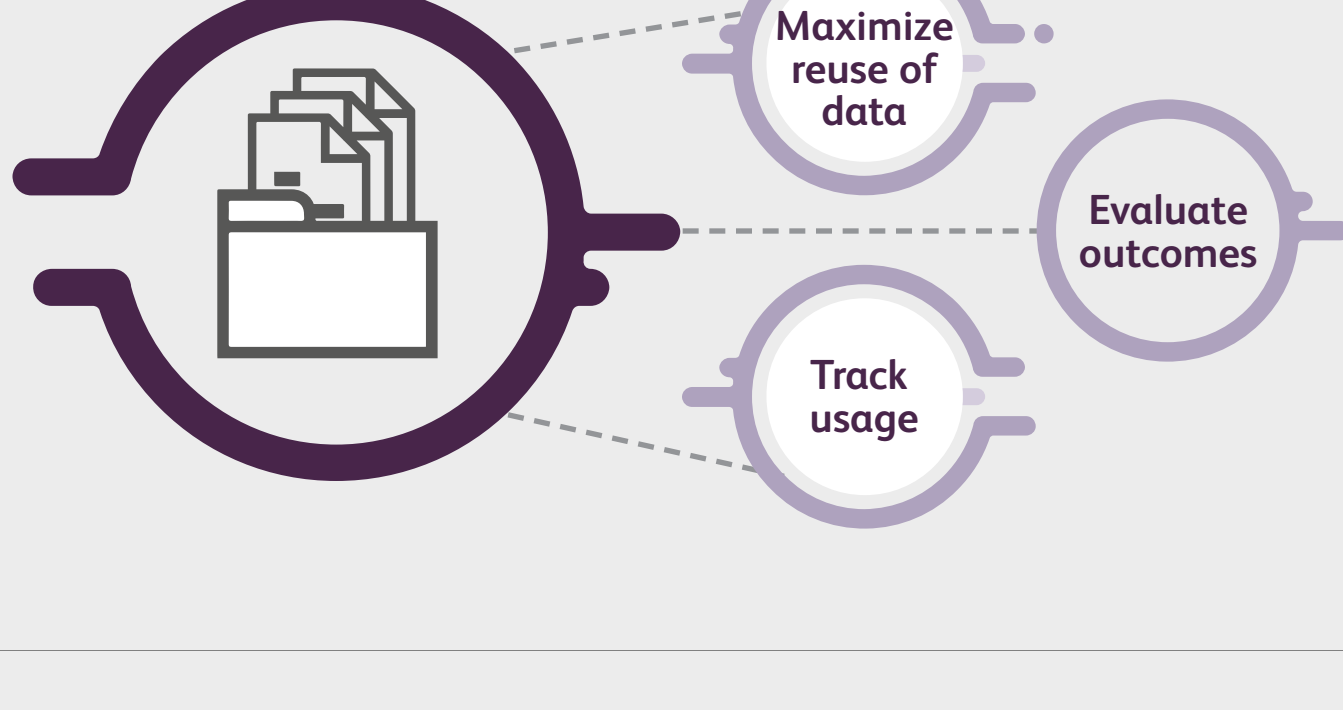 Maximize
reuse of
data
Evaluate
outcomes
Track
usage